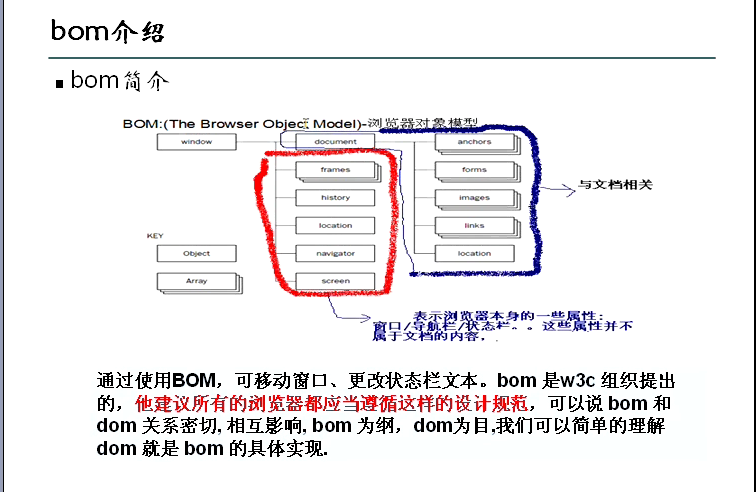 bom介绍
bom简介
BOM:(The Browser Object Model)-浏览器对象模型
window
document
anchors
frames
forms
与文档相关
history
images
location
links
KEY
Object
navigator
location
Array
screen
表示浏览器本身的一些属性:
窗口/导航栏/状态栏。。这些属性并不
属于文档的内容，.
通过使用BOM，可移动窗口、更改状态栏文本。bom 是w3c 组织提出
的，他建议所有的浏览器都应当遵循这样的设计规范，可以说 bom 和
dom 关系密切, 相互影响, bom 为纲，dom为目,我们可以简单的理解
dom 就是 bom 的具体实现.